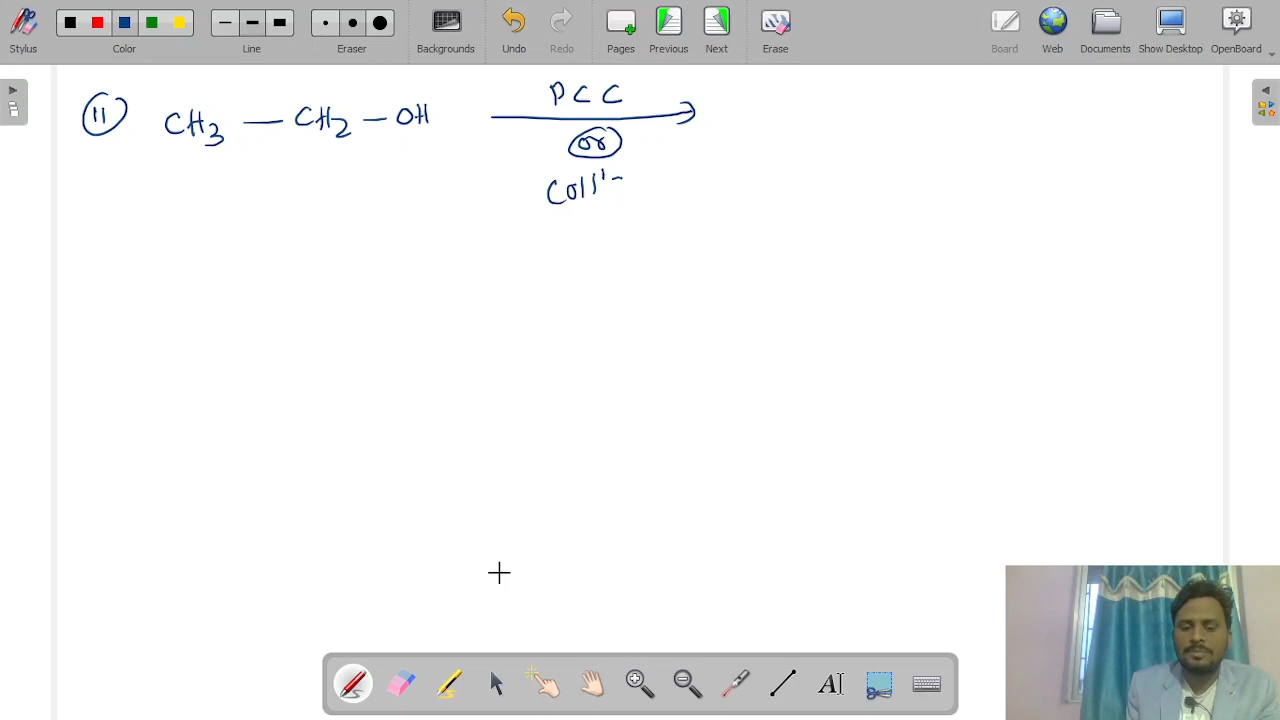 Stylus Color Line Eraser Backgrounds Undo Redo Pages Previous Next Erase Board Web Documents Show Desktop OpenBoard
11 CH3 — CH2 — OH
PCC
or
Coll